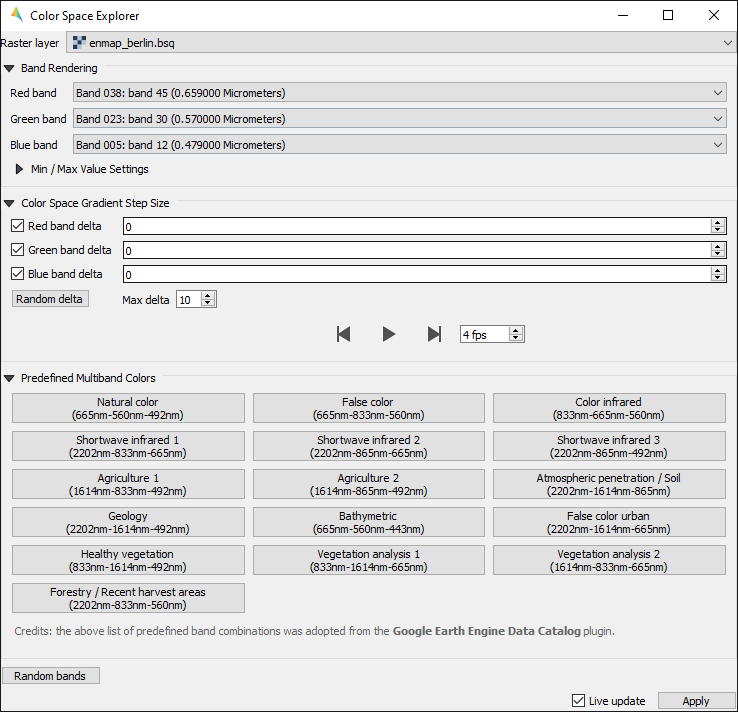 Color Space Explorer
Raster layer enmap_berlin.bsq
Band Rendering
Red band Band 038: band 45 (0.659000 Micrometers)
Green band Band 023: band 30 (0.570000 Micrometers)
Blue band Band 005: band 12 (0.479000 Micrometers)
Min / Max Value Settings
Color Space Gradient Step Size
Red band delta 0
Green band delta 0
Blue band delta 0
Random delta Max delta 10
4 fps
Predefined Multiband Colors
Natural color False color Color infrared
(665nm-560nm-492nm) (665nm-833nm-560nm) (833nm-665nm-560nm)
Shortwave infrared 1 Shortwave infrared 2 Shortwave infrared 3
(2202nm-833nm-665nm) (2202nm-865nm-665nm) (2202nm-865nm-492nm)
Agriculture 1 Agriculture 2 Atmospheric penetration / Soil
(1614nm-833nm-492nm) (1614nm-865nm-492nm) (2202nm-1614nm-865nm)
Geology Bathymetric False color urban
(2202nm-1614nm-492nm) (665nm-560nm-443nm) (2202nm-1614nm-665nm)
Healthy vegetation Vegetation analysis 1 Vegetation analysis 2
(833nm-1614nm-492nm) (833nm-1614nm-665nm) (1614nm-833nm-665nm)
Forestry / Recent harvest areas
(2202nm-833nm-560nm)
Credits: the above list of predefined band combinations was adopted from the Google Earth Engine Data Catalog plugin.
Random bands
Live update Apply